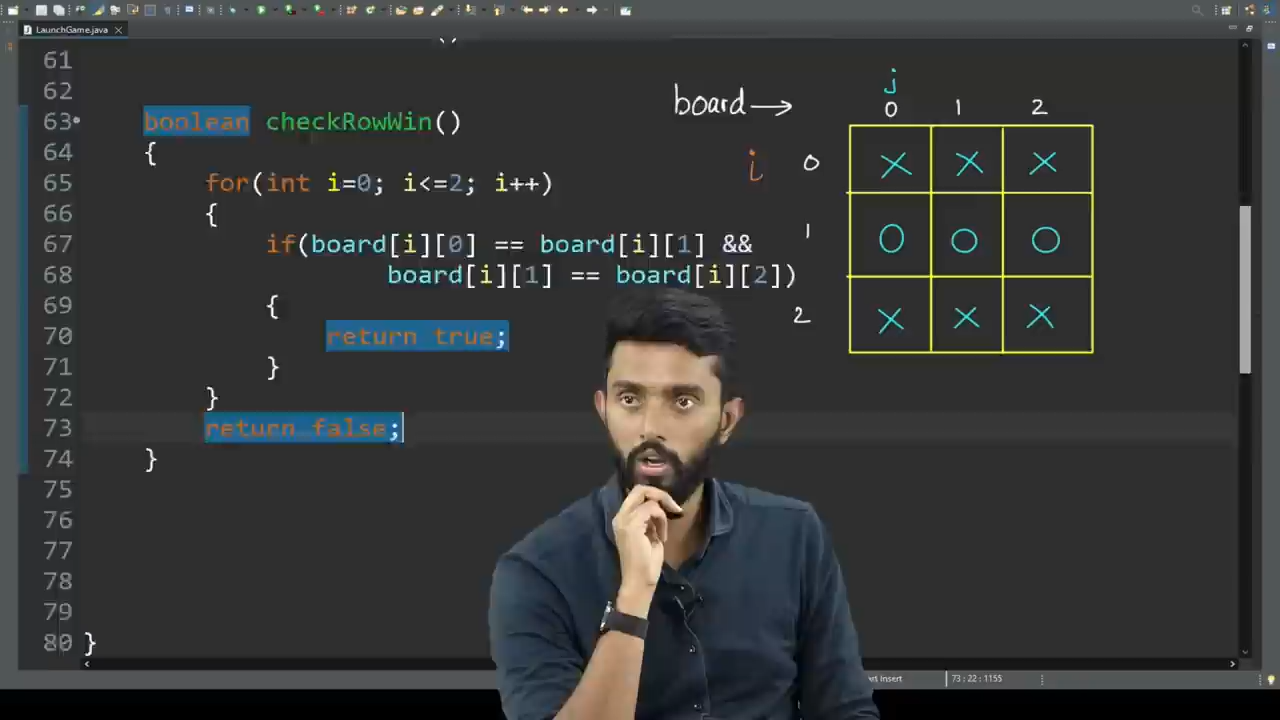 LaunchGame.java
61
62
63 boolean checkRowWin()
64 {
65 for(int i=0; i<=2; i++)
66 {
67 if(board[i][0] == board[i][1] &&
68 board[i][1] == board[i][2])
69 {
70 return true;
71 }
72 }
73 return false;
74 }
75
76
77
78
79
80 }
board → j
0 1 2
i 0 X X X
1 O O O
2 X X X
rt Insert 73 : 22 : 1155